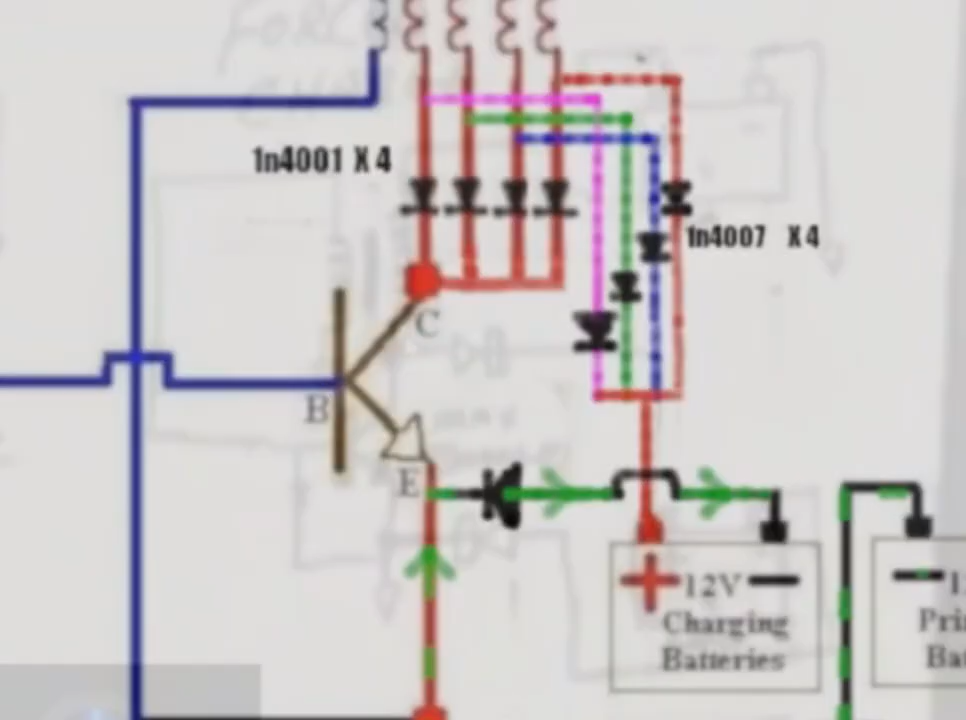 1n4001 X 4
1n4007 X 4
C
B
E
12V
Charging
Batteries